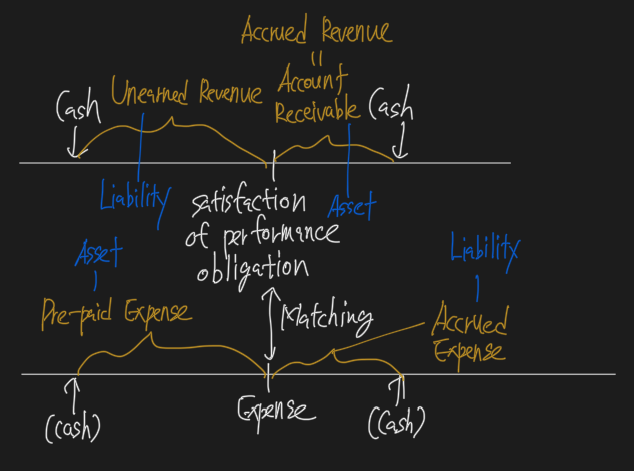 Accrued Revenue
=
Account
Receivable
Unearned Revenue
Cash
Cash
Liability
Asset
satisfaction
of performance
obligation
Asset
Liability
Pre-paid Expense
Matching
Accrued
Expense
Expense
(Cash)
(Cash)